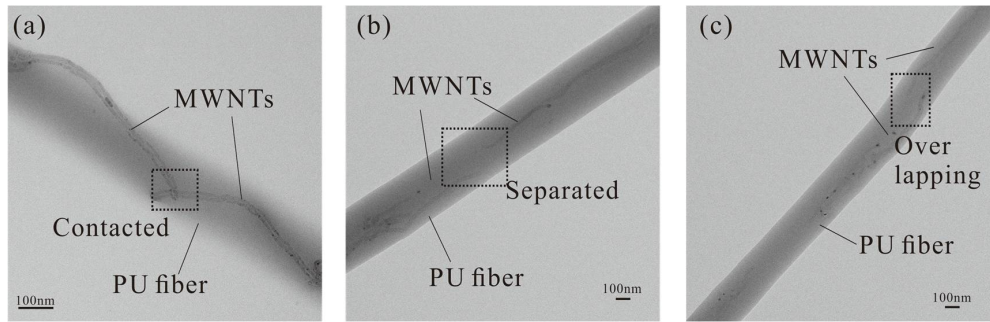 (a)
MWNTs
Contacted
PU fiber
100nm
(b)
MWNTs
Separated
PU fiber
100nm
(c)
MWNTs
Over
lapping
PU fiber
100nm